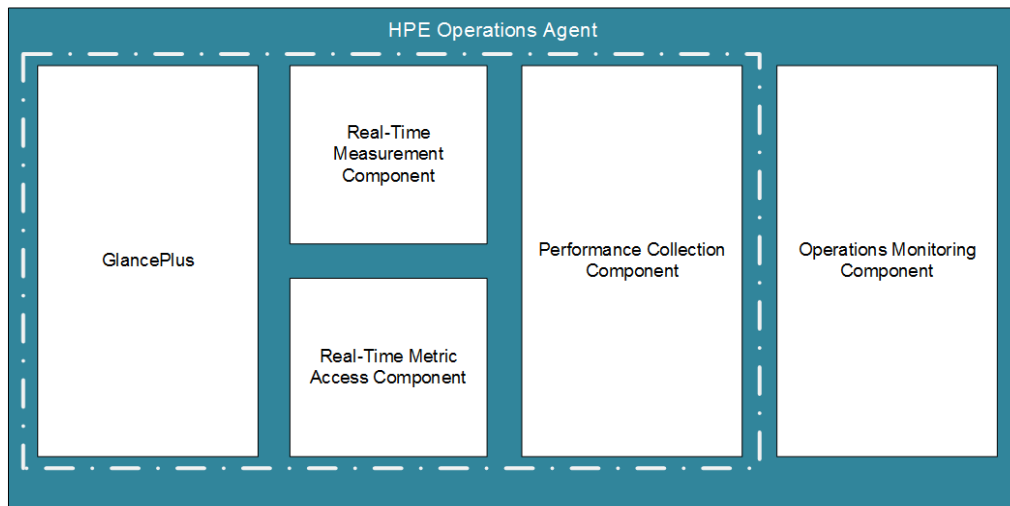 HPE Operations Agent
GlancePlus
Real-Time
Measurement
Component
Real-Time Metric
Access Component
Performance Collection
Component
Operations Monitoring
Component